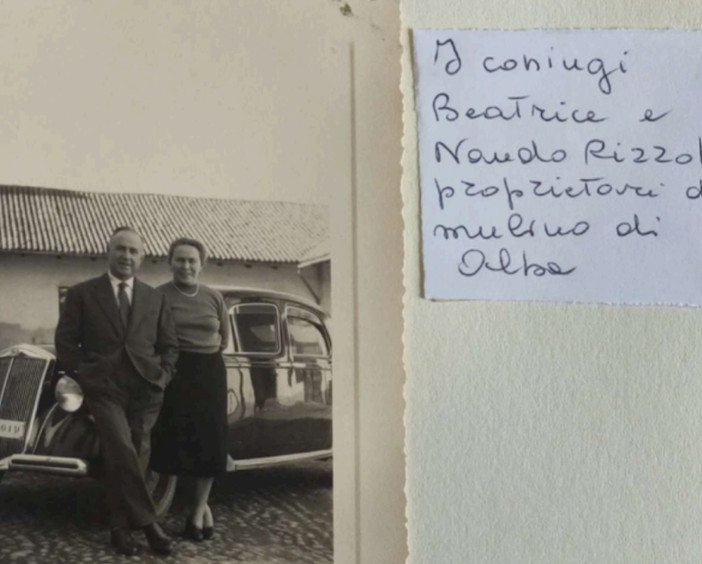 I coniugi
Beatrice e
Nando Rizzol
proprietari d
mulino di
Alba
619